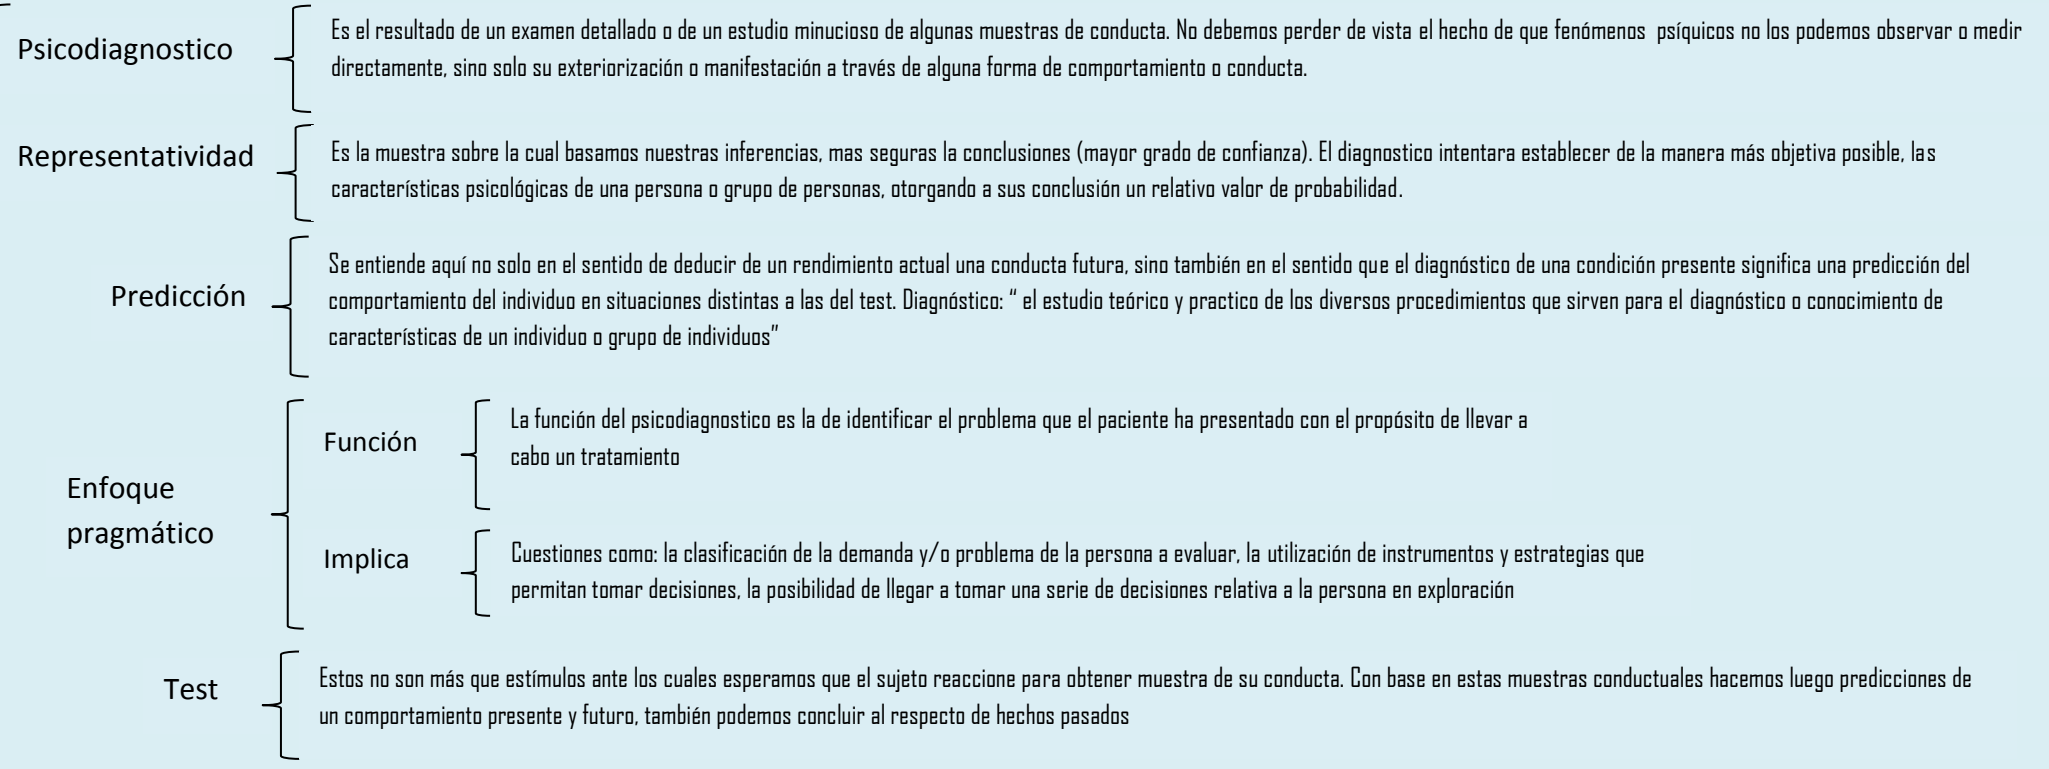 Psicodiagnostico
Es el resultado de un examen detallado o de un estudio minucioso de algunas muestras de conducta. No debemos perder de vista el hecho de que fenómenos psíquicos no los podemos observar o medir
directamente, sino solo su exteriorización o manifestación a través de alguna forma de comportamiento o conducta.
Representatividad
Es la muestra sobre la cual basamos nuestras inferencias, mas seguras la conclusiones (mayor grado de confianza). El diagnostico intentara establecer de la manera más objetiva posible, las
características psicológicas de una persona o grupo de personas, otorgando a sus conclusión un relativo valor de probabilidad.
Predicción
Se entiende aquí no solo en el sentido de deducir de un rendimiento actual una conducta futura, sino también en el sentido que el diagnóstico de una condición presente significa una predicción del
comportamiento del individuo en situaciones distintas a las del test. Diagnóstico: “ el estudio teórico y practico de los diversos procedimientos que sirven para el diagnóstico o conocimiento de
características de un individuo o grupo de individuos”
Enfoque
pragmático
Función
La función del psicodiagnostico es la de identificar el problema que el paciente ha presentado con el propósito de llevar a
cabo un tratamiento
Implica
Cuestiones como: la clasificación de la demanda y/o problema de la persona a evaluar, la utilización de instrumentos y estrategias que
permitan tomar decisiones, la posibilidad de llegar a tomar una serie de decisiones relativa a la persona en exploración
Test
Estos no son más que estímulos ante los cuales esperamos que el sujeto reaccione para obtener muestra de su conducta. Con base en estas muestras conductuales hacemos luego predicciones de
un comportamiento presente y futuro, también podemos concluir al respecto de hechos pasados